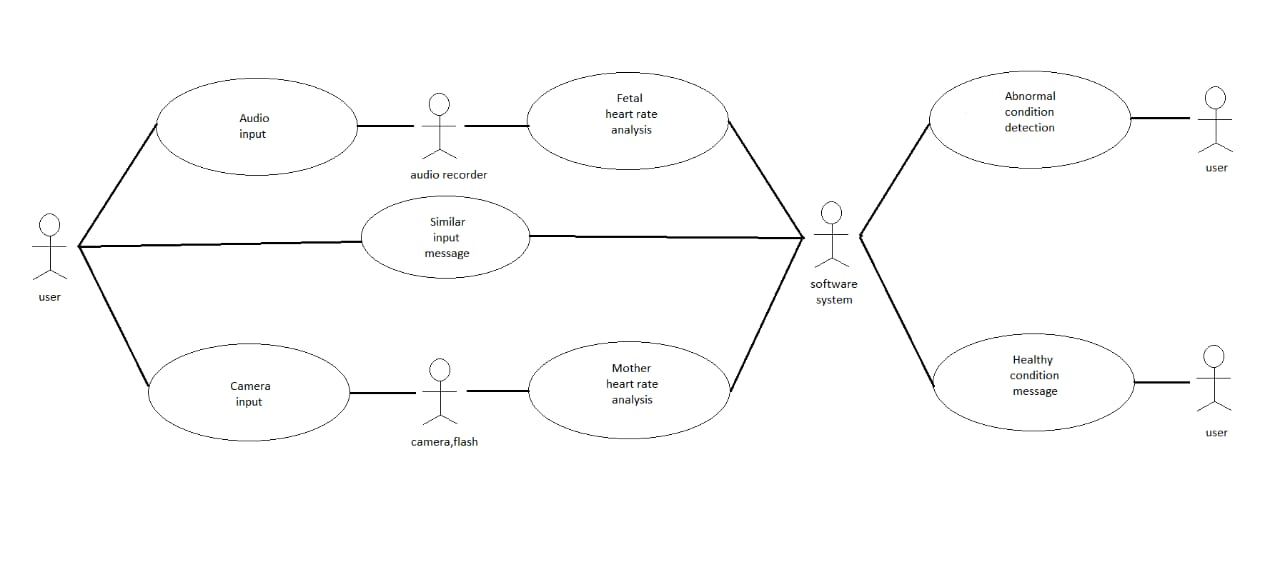 Audio
input
audio recorder
Fetal
heart rate
analysis
Abnormal
condition
detection
user
user
Similar
input
message
software
system
Camera
input
camera,flash
Mother
heart rate
analysis
Healthy
condition
message
user